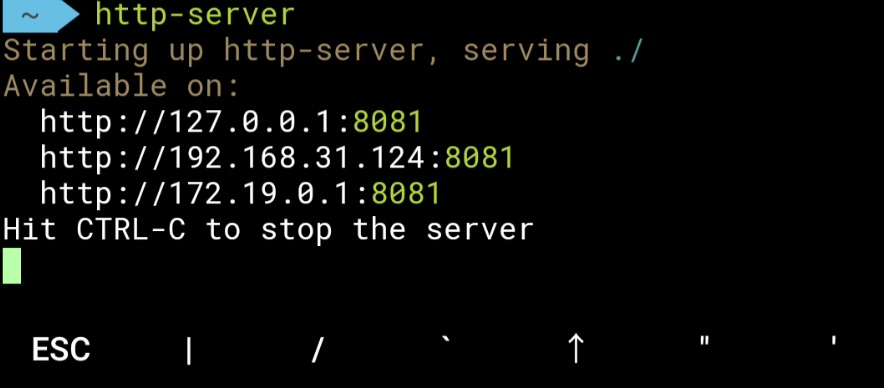 ~ http-server
Starting up http-server, serving ./
Available on:
http://127.0.0.1:8081
http://192.168.31.124:8081
http://172.19.0.1:8081
Hit CTRL-C to stop the server
ESC | / ` ↑ " '